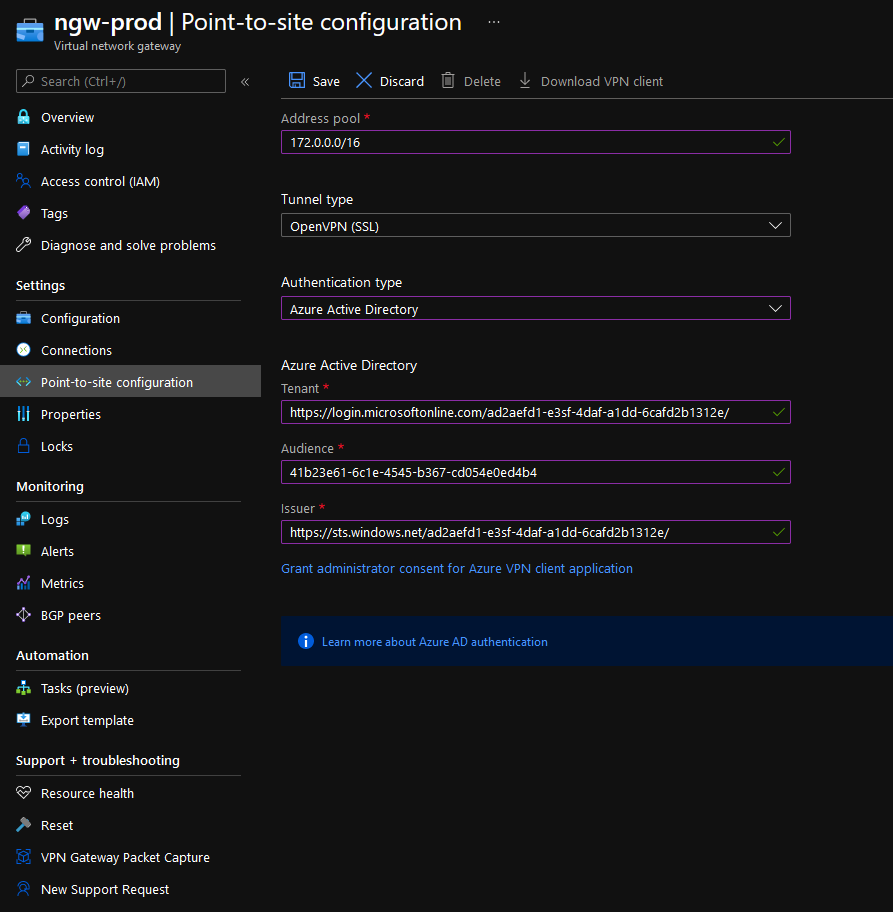 ngw-prod | Point-to-site configuration ...
Virtual network gateway
Search (Ctrl+/)
«
Overview
Activity log
Access control (IAM)
Tags
Diagnose and solve problems
Settings
Configuration
Connections
Point-to-site configuration
Properties
Locks
Monitoring
Logs
Alerts
Metrics
BGP peers
Automation
Tasks (preview)
Export template
Support + troubleshooting
Resource health
Reset
VPN Gateway Packet Capture
New Support Request
Save Discard Delete Download VPN client
Address pool *
172.0.0.0/16
Tunnel type
OpenVPN (SSL)
Authentication type
Azure Active Directory
Azure Active Directory
Tenant *
https://login.microsoftonline.com/ad2aefd1-e3sf-4daf-a1dd-6cafd2b1312e/
Audience *
41b23e61-6c1e-4545-b367-cd054e0ed4b4
Issuer *
https://sts.windows.net/ad2aefd1-e3sf-4daf-a1dd-6cafd2b1312e/
Grant administrator consent for Azure VPN client application
Learn more about Azure AD authentication